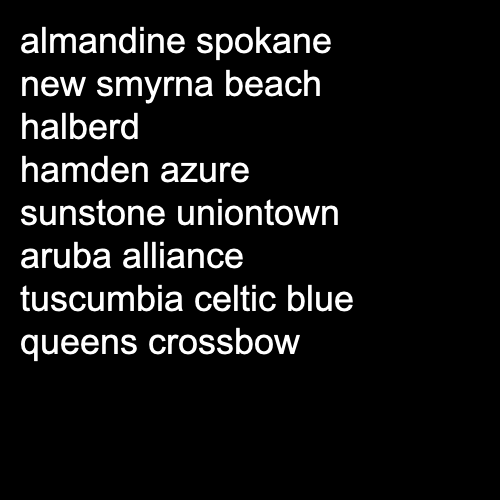 almandine spokane
new smyrna beach
halberd
hamden azure
sunstone uniontown
aruba alliance
tuscumbia celtic blue
queens crossbow